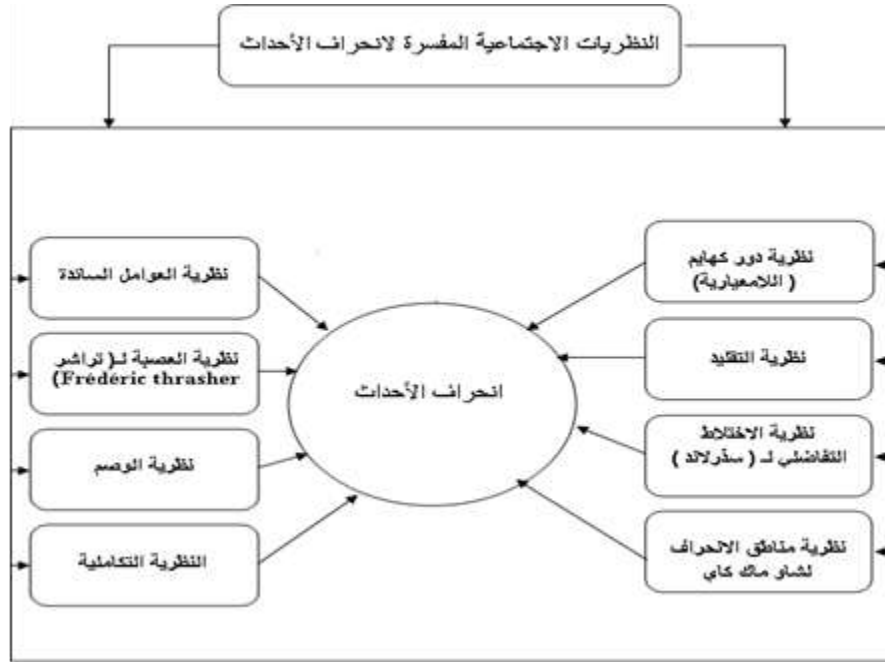 النظريات الاجتماعية المفسرة لانحراف الأحداث
نظرية دور كهايم
( اللامعيارية)
نظرية التقليد
نظرية الاختلاط
التفاضلي لـ ( سذرلاند )
نظرية مناطق الانحراف
لشاو ماك كاي
انحراف الأحداث
نظرية العوامل السائدة
نظرية العصبة لـ( تراشر
(Frédéric thrasher
نظرية الوصم
النظرية التكاملية